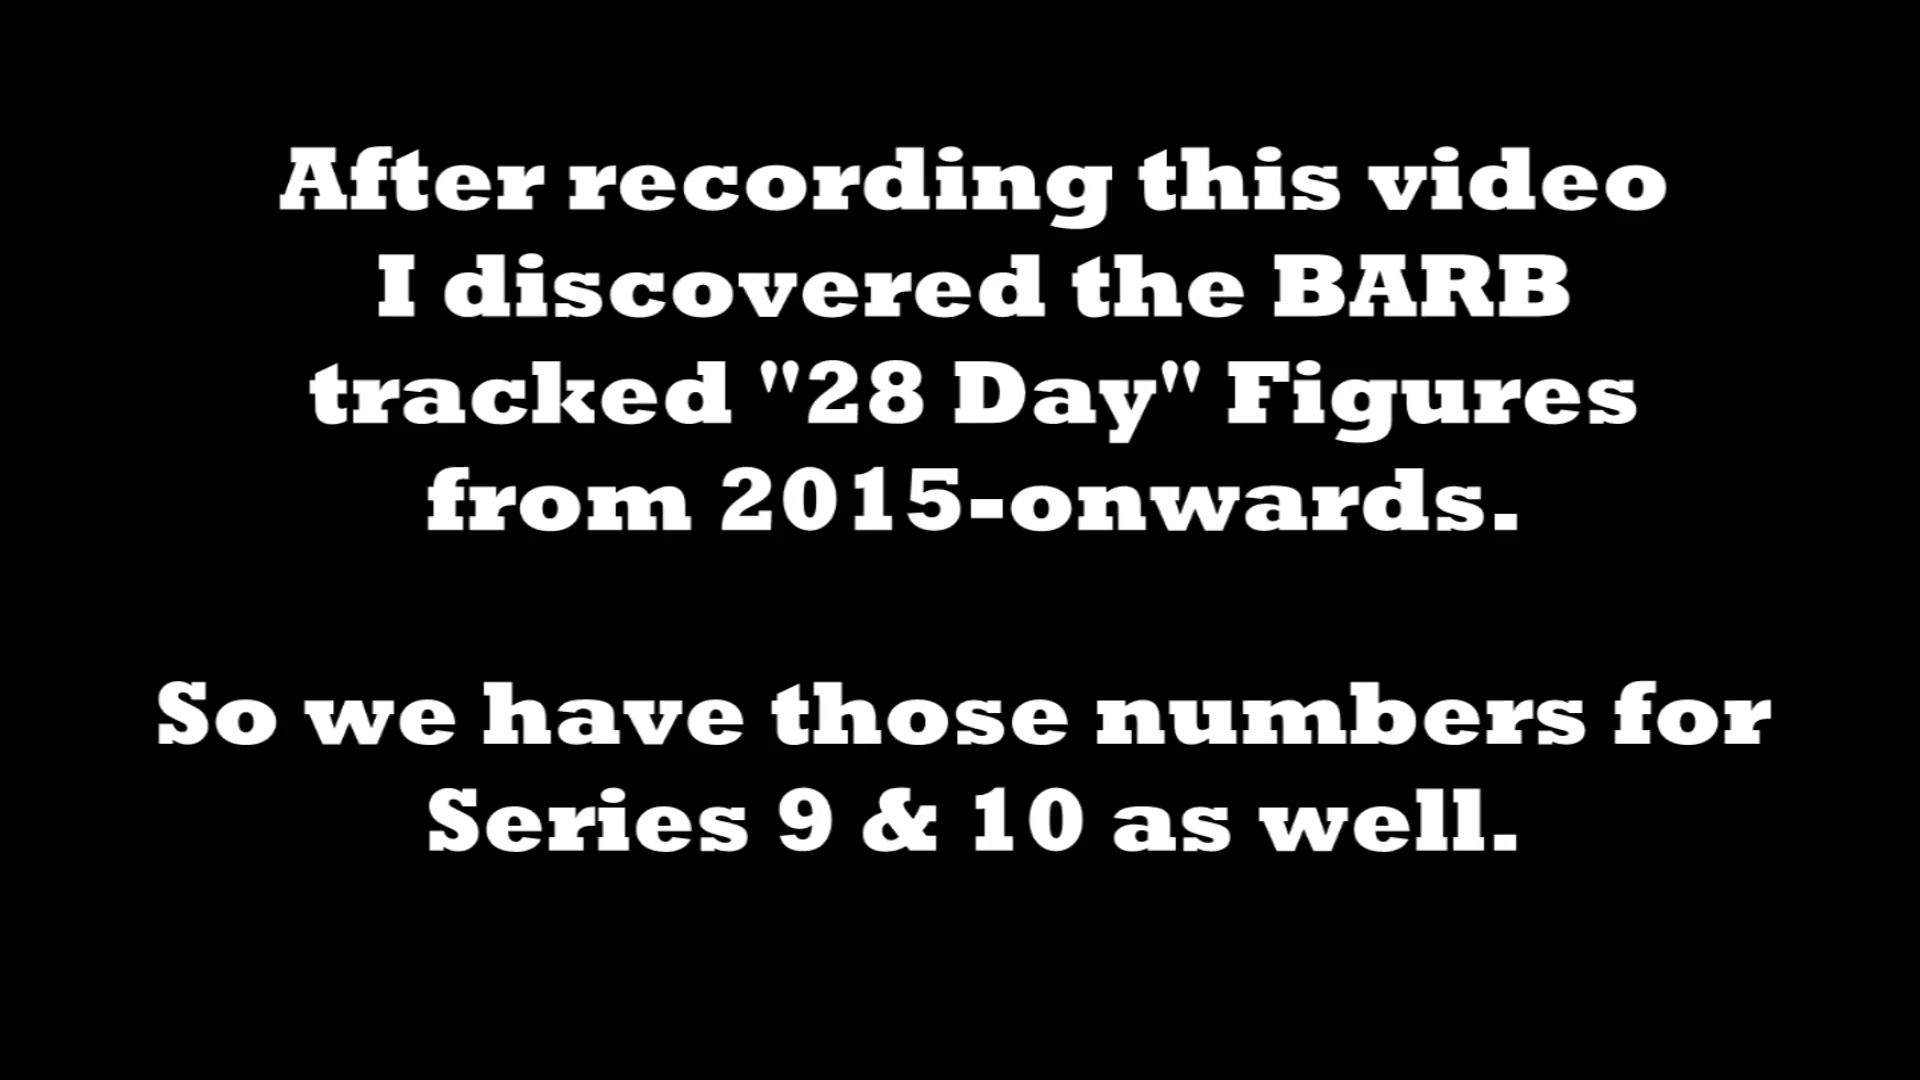 After recording this video
I discovered the BARB
tracked "28 Day" Figures
from 2015-onwards.
So we have those numbers for
Series 9 & 10 as well.